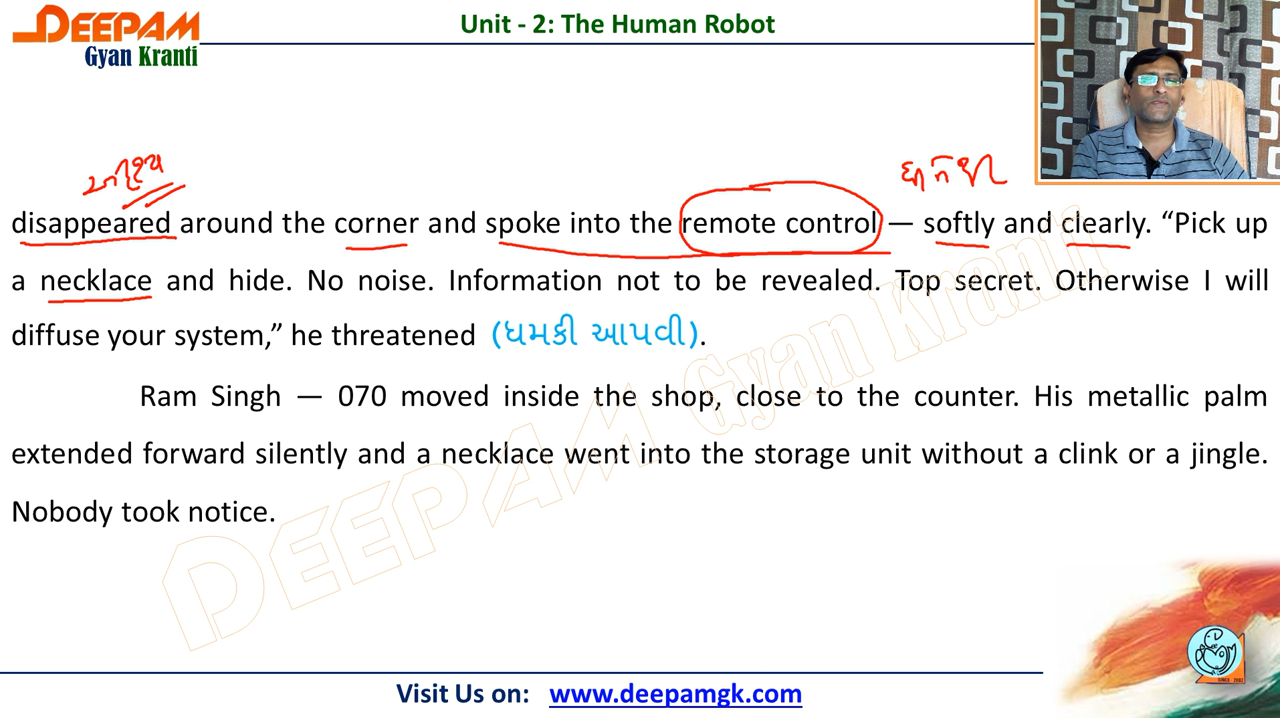 DEEPAM
Gyan Kranti
Unit - 2: The Human Robot
અદૃશ્ય
disappeared around the corner and spoke into the remote control — softly and clearly. “Pick up
a necklace and hide. No noise. Information not to be revealed. Top secret. Otherwise I will
diffuse your system,” he threatened (ધમકી આપવી).
Ram Singh — 070 moved inside the shop, close to the counter. His metallic palm
extended forward silently and a necklace went into the storage unit without a clink or a jingle.
Nobody took notice.
DEEPAM Gyan Kranti
Visit Us on: www.deepamgk.com